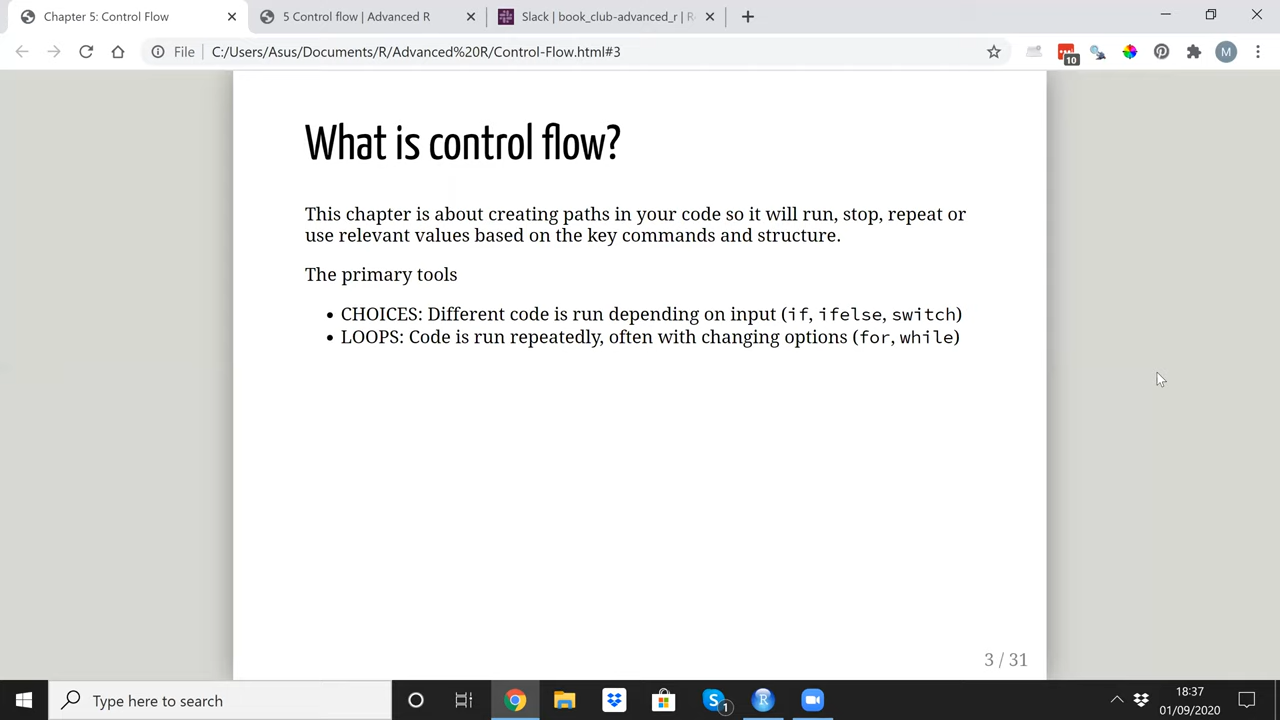 Chapter 5: Control Flow
5 Control flow | Advanced R
Slack | book_club-advanced_r | R
File
C:/Users/Asus/Documents/R/Advanced%20R/Control-Flow.html#3
10
M
What is control flow?
This chapter is about creating paths in your code so it will run, stop, repeat or
use relevant values based on the key commands and structure.
The primary tools
• CHOICES: Different code is run depending on input (if, ifelse, switch)
• LOOPS: Code is run repeatedly, often with changing options (for, while)
3 / 31
Type here to search
S
1
R
18:37
01/09/2020